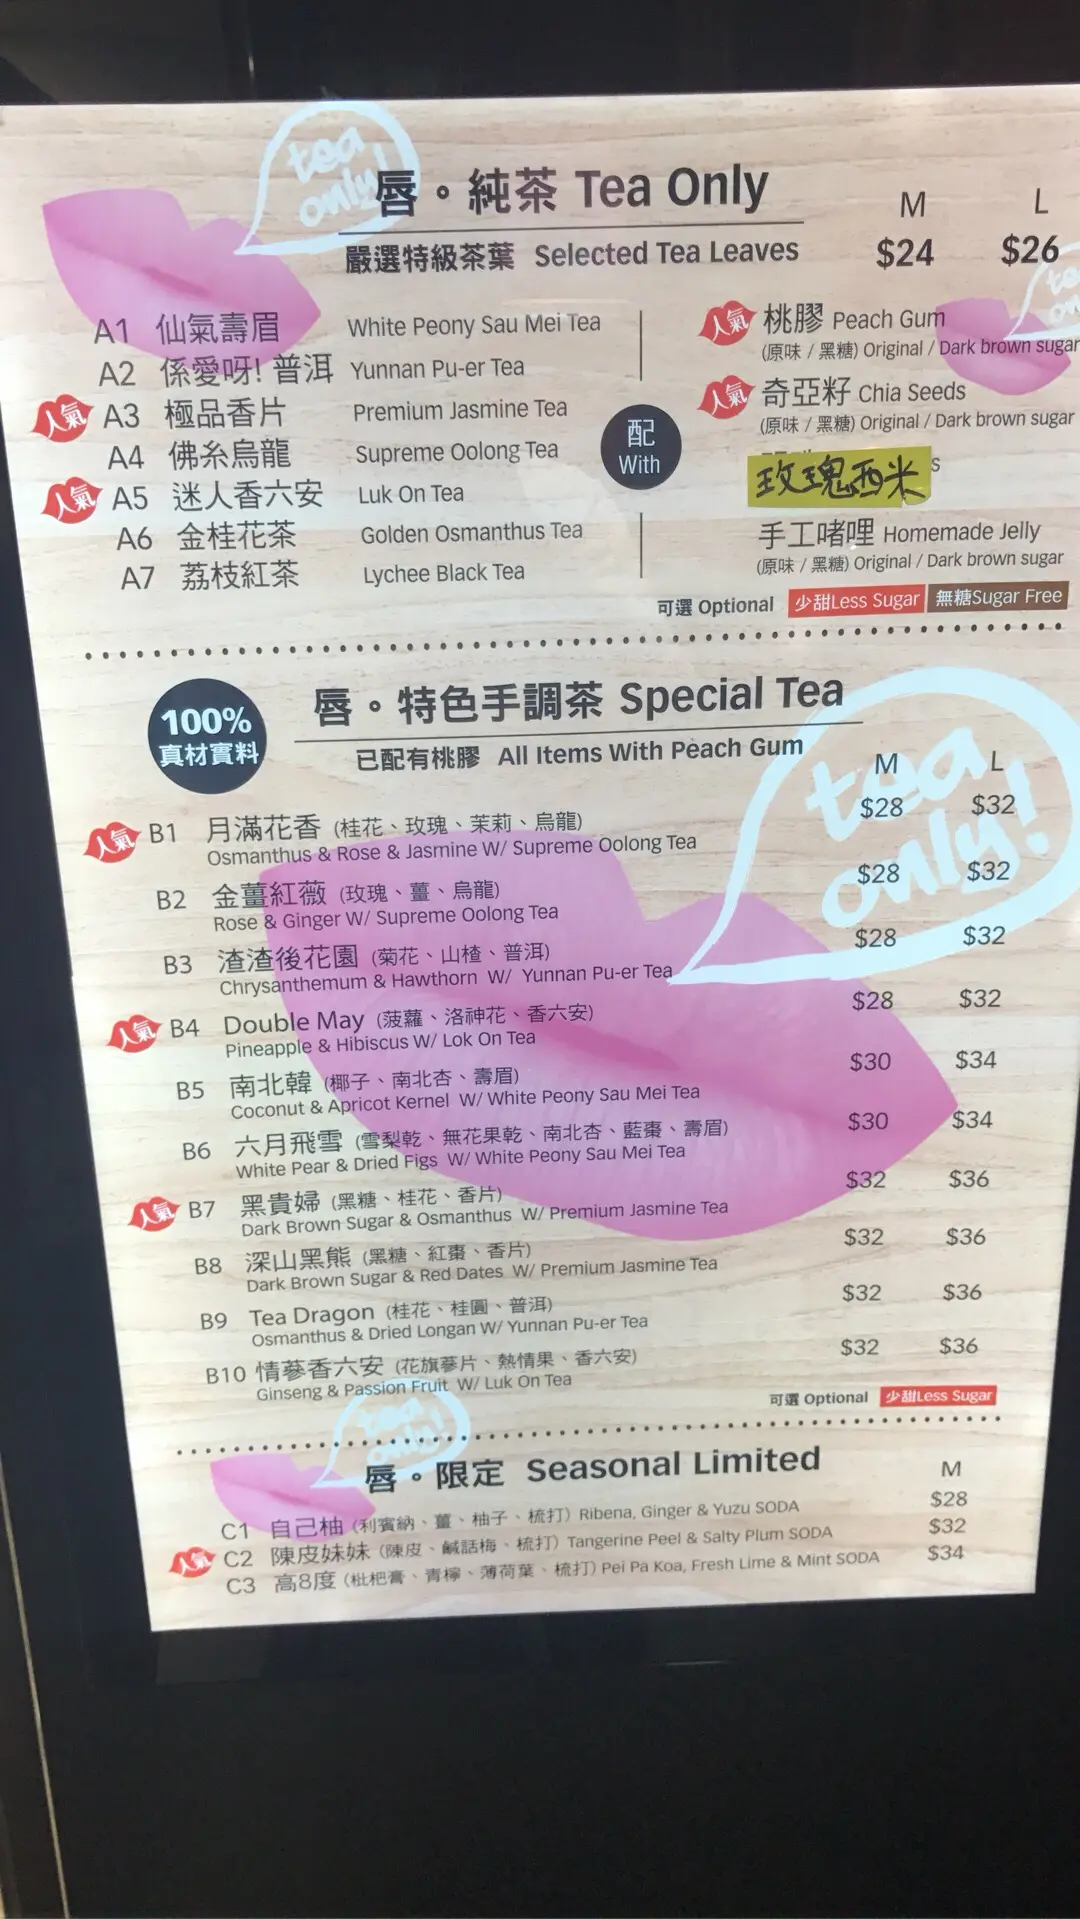 tea only!
唇。純茶 Tea Only
M L
嚴選特級茶葉 Selected Tea Leaves $24 $26
A1 仙氣壽眉 White Peony Sau Mei Tea
A2 係愛呀! 普洱 Yunnan Pu-er Tea
人氣 A3 極品香片 Premium Jasmine Tea
A4 佛系烏龍 Supreme Oolong Tea
人氣 A5 迷人香六安 Luk On Tea
A6 金桂花茶 Golden Osmanthus Tea
A7 荔枝紅茶 Lychee Black Tea
配
With
人氣 桃膠 Peach Gum
(原味 / 黑糖) Original / Dark brown sugar
人氣 奇亞籽 Chia Seeds
(原味 / 黑糖) Original / Dark brown sugar
玫瑰西米
手工啫喱 Homemade Jelly
(原味 / 黑糖) Original / Dark brown sugar
可選 Optional 少甜Less Sugar 無糖Sugar Free
100%
真材實料
唇。特色手調茶 Special Tea
已配有桃膠 All Items With Peach Gum
tea only!
M L
人氣 B1 月滿花香 (桂花、玫瑰、茉莉、烏龍) $28 $32
Osmanthus & Rose & Jasmine W/ Supreme Oolong Tea
B2 金薑紅薇 (玫瑰、薑、烏龍) $28 $32
Rose & Ginger W/ Supreme Oolong Tea
B3 渣渣後花園 (菊花、山楂、普洱) $28 $32
Chrysanthemum & Hawthorn W/ Yunnan Pu-er Tea
人氣 B4 Double May (菠蘿、洛神花、香六安) $28 $32
Pineapple & Hibiscus W/ Lok On Tea
B5 南北韓 (椰子、南北杏、壽眉) $30 $34
Coconut & Apricot Kernel W/ White Peony Sau Mei Tea
B6 六月飛雪 (雪梨乾、無花果乾、南北杏、藍棗、壽眉) $30 $34
White Pear & Dried Figs W/ White Peony Sau Mei Tea
人氣 B7 黑貴婦 (黑糖、桂花、香片) $32 $36
Dark Brown Sugar & Osmanthus W/ Premium Jasmine Tea
B8 深山黑熊 (黑糖、紅棗、香片) $32 $36
Dark Brown Sugar & Red Dates W/ Premium Jasmine Tea
B9 Tea Dragon (桂花、桂圓、普洱) $32 $36
Osmanthus & Dried Longan W/ Yunnan Pu-er Tea
B10 情蔘香六安 (花旗蔘片、熱情果、香六安) $32 $36
Ginseng & Passion Fruit W/ Luk On Tea
可選 Optional 少甜Less Sugar
tea only!
唇。限定 Seasonal Limited
M
C1 自己柚 (利賓納、薑、柚子、梳打) Ribena, Ginger & Yuzu SODA $28
人氣 C2 陳皮妹妹 (陳皮、鹹話梅、梳打) Tangerine Peel & Salty Plum SODA $32
C3 高8度 (枇杷膏、青檸、薄荷葉、梳打) Pei Pa Koa, Fresh Lime & Mint SODA $34